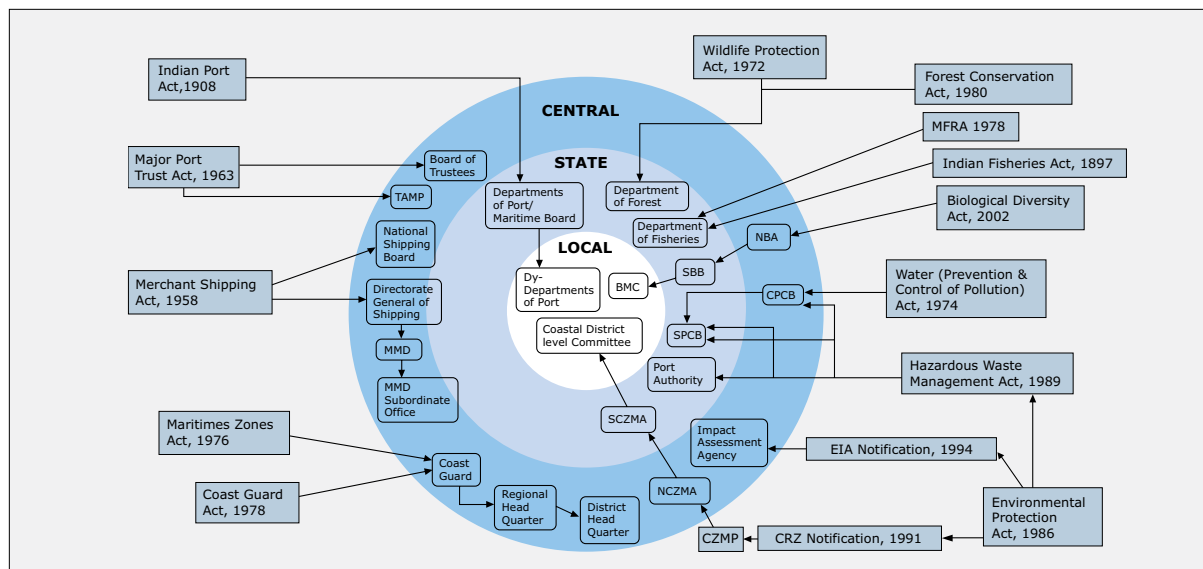 Indian Port
Act,1908
Wildlife Protection
Act, 1972
Forest Conservation
Act, 1980
CENTRAL
MFRA 1978
Major Port
Trust Act, 1963
Board of
Trustees
STATE
Indian Fisheries Act, 1897
TAMP
Departments
of Port/
Maritime Board
Department
of Forest
Biological Diversity
Act, 2002
National
Shipping
Board
Department of
of Fisheries
NBA
LOCAL
Merchant Shipping
Act, 1958
Directorate
General of
Shipping
Dy-
Departments
of Port
BMC
SBB
CPCB
Water (Prevention &
Control of Pollution)
Act, 1974
Coastal District
level Committee
SPCB
MMD
Port
Authority
Hazardous Waste
Management Act, 1989
MMD
Subordinate
Office
SCZMA
Maritimes Zones
Act, 1976
Impact
Assessment
Agency
EIA Notification, 1994
Coast
Guard
Coast Guard
Act, 1978
Regional
Head
Quarter
District
Head
Quarter
NCZMA
Environmental
Protection
Act, 1986
CZMP
CRZ Notification, 1991